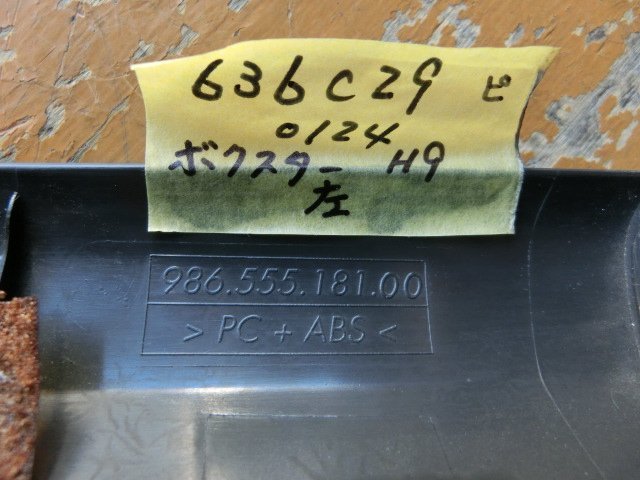 636C29 ピ
0124
ボクスター H9
左
986.555.181.00
> PC + ABS <